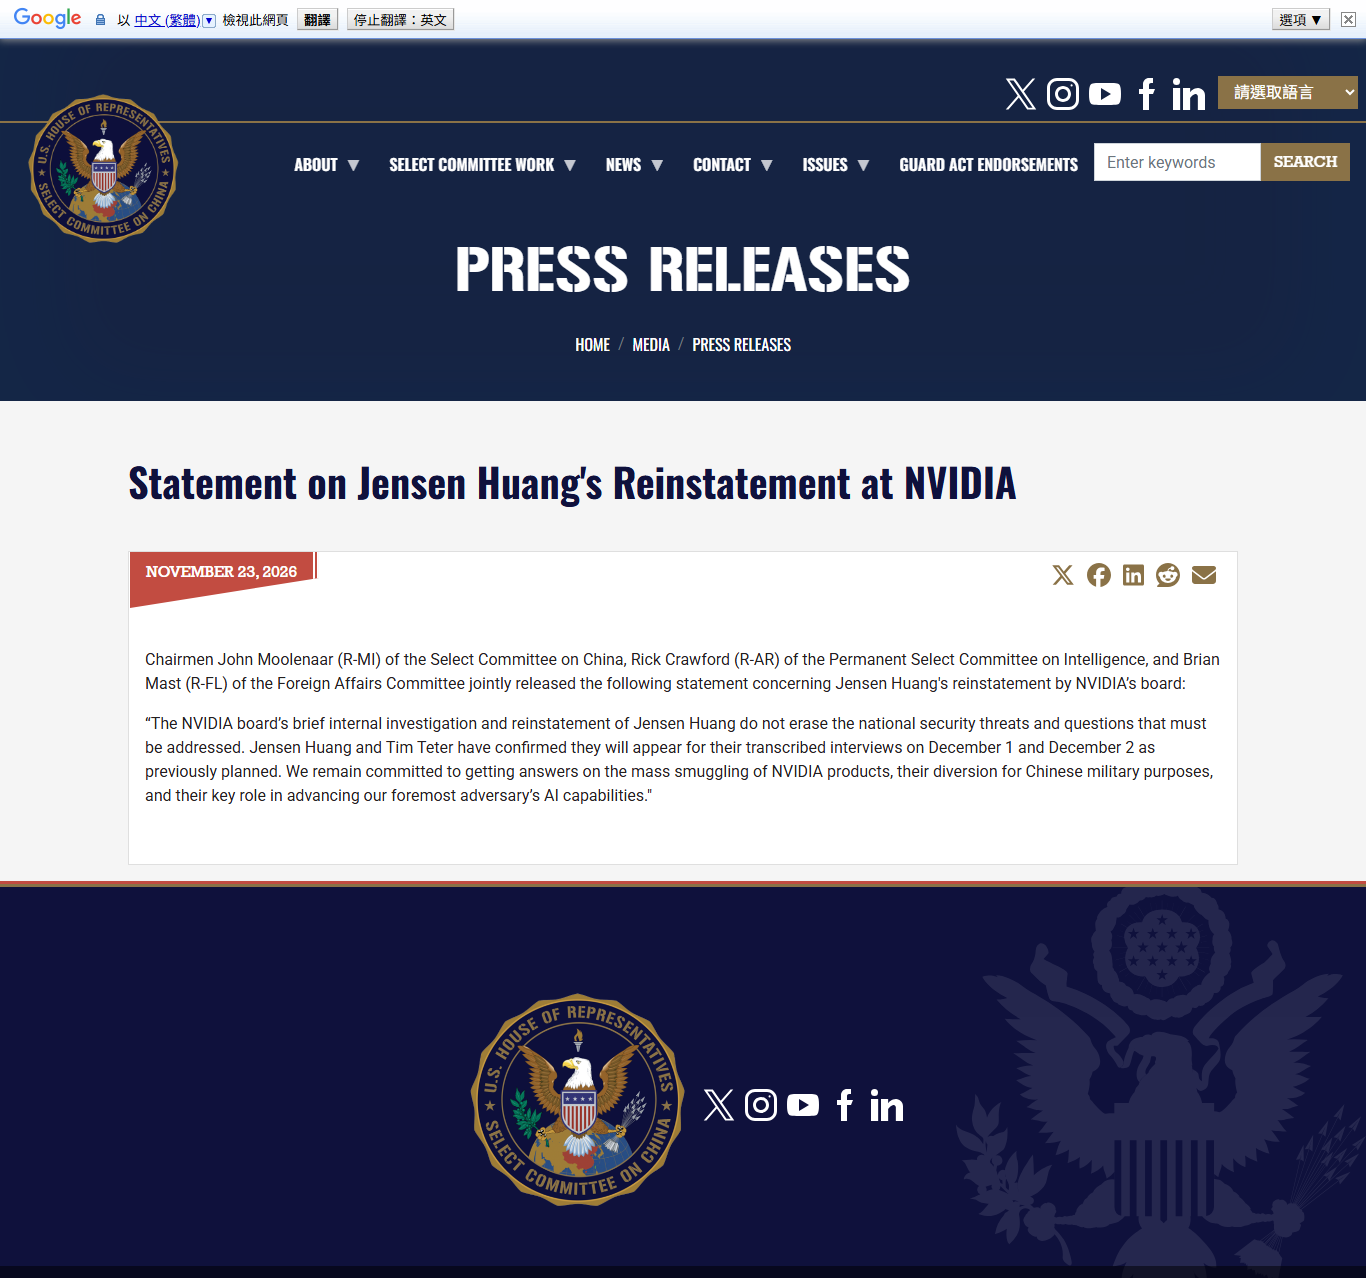 Google 以 中文 (繁體) ▼ 檢視此網頁 翻譯 停止翻譯：英文 選項 ▼
請選取語言
U.S. HOUSE OF REPRESENTATIVES
SELECT COMMITTEE ON CHINA
ABOUT ▼ SELECT COMMITTEE WORK ▼ NEWS ▼ CONTACT ▼ ISSUES ▼ GUARD ACT ENDORSEMENTS Enter keywords SEARCH
PRESS RELEASES
HOME / MEDIA / PRESS RELEASES
Statement on Jensen Huang's Reinstatement at NVIDIA
NOVEMBER 23, 2026
Chairmen John Moolenaar (R-MI) of the Select Committee on China, Rick Crawford (R-AR) of the Permanent Select Committee on Intelligence, and Brian
Mast (R-FL) of the Foreign Affairs Committee jointly released the following statement concerning Jensen Huang's reinstatement by NVIDIA’s board:
“The NVIDIA board’s brief internal investigation and reinstatement of Jensen Huang do not erase the national security threats and questions that must
be addressed. Jensen Huang and Tim Teter have confirmed they will appear for their transcribed interviews on December 1 and December 2 as
previously planned. We remain committed to getting answers on the mass smuggling of NVIDIA products, their diversion for Chinese military purposes,
and their key role in advancing our foremost adversary’s AI capabilities."
U.S. HOUSE OF REPRESENTATIVES
SELECT COMMITTEE ON CHINA